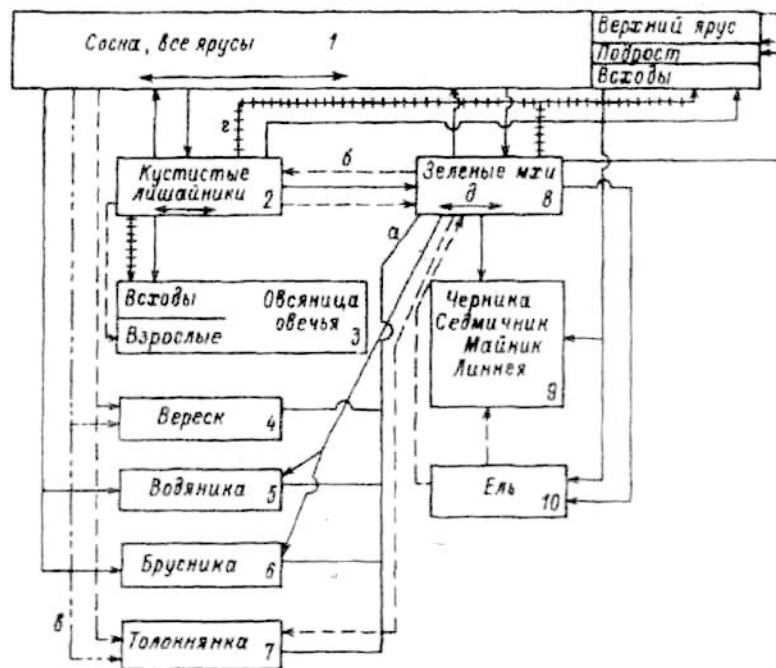 Сосна, все ярусы 1
Верхний ярус
Подрост
Всходы
г
Кустистые
лишайники 2
б
Зеленые мхи
д 8
а
Всходы
Овсяница
овечья
Взрослые 3
Черника
Седмичник
Майник
Линнея
9
Вереск 4
Водяника 5
Ель
10
Брусника 6
в
Толокнянка 7